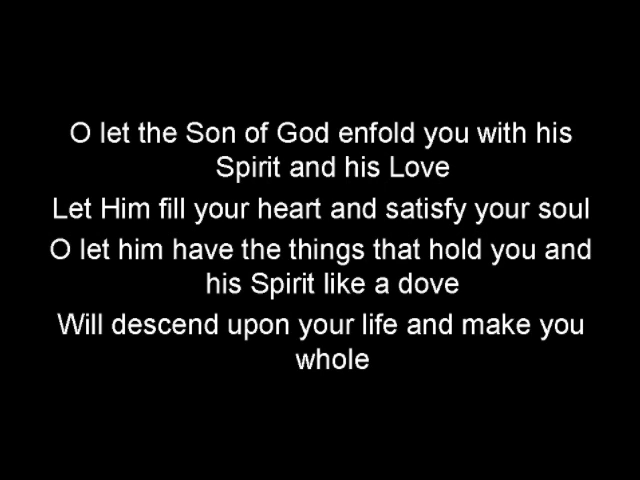 O let the Son of God enfold you with his
Spirit and his Love
Let Him fill your heart and satisfy your soul
O let him have the things that hold you and
his Spirit like a dove
Will descend upon your life and make you
whole